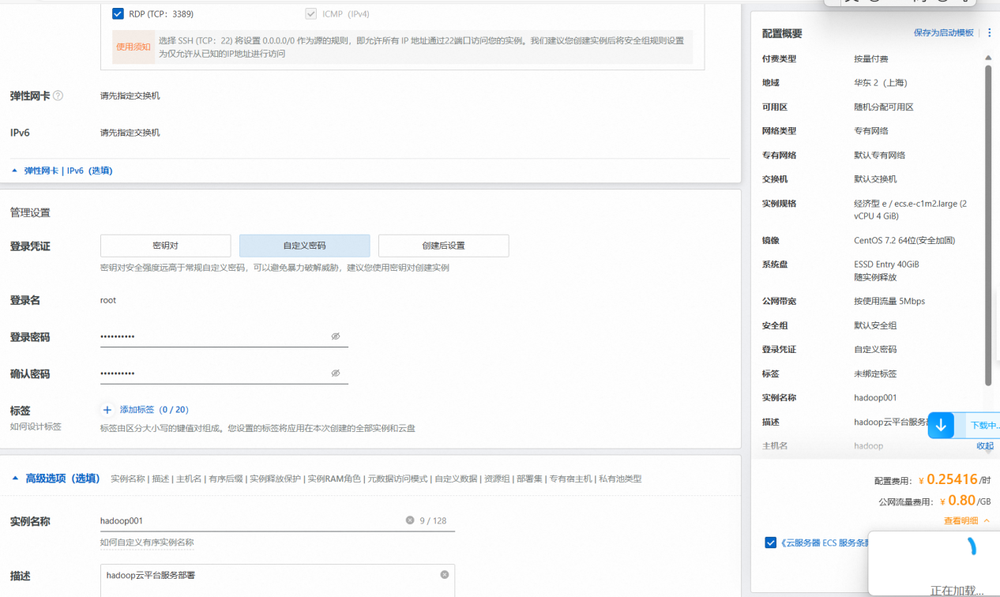 RDP (TCP：3389)
ICMP（IPv4）
使用须知
选择 SSH (TCP：22) 将设置 0.0.0.0/0 作为源的规则，即允许所有 IP 地址通过22端口访问您的实例。我们建议您创建实例后将安全组规则设置
为仅允许从已知的IP地址进行访问
弹性网卡
请先指定交换机
IPv6
请先指定交换机
弹性网卡 | IPv6（选填）
管理设置
登录凭证
密钥对
自定义密码
创建后设置
密钥对安全强度远高于常规自定义密码，可以避免暴力破解威胁，建议您使用密钥对创建实例
登录名
root
登录密码
••••••••••
确认密码
••••••••••
标签
添加标签（0 / 20）
如何设计标签
标签由区分大小写的键值对组成。您设置的标签将应用在本次创建的全部实例和云盘
高级选项（选填）
实例名称 | 描述 | 主机名 | 有序后缀 | 实例释放保护 | 实例RAM角色 | 元数据访问模式 | 自定义数据 | 资源组 | 部署集 | 专有宿主机 | 私有池类型
实例名称
hadoop001
9 / 128
如何自定义有序实例名称
描述
hadoop云平台服务部署
配置概要
保存为启动模板
付费类型
按量付费
地域
华东 2（上海）
可用区
随机分配可用区
网络类型
专有网络
专有网络
默认专有网络
交换机
默认交换机
实例规格
经济型 e / ecs.e-c1m2.large (2
vCPU 4 GiB)
镜像
CentOS 7.2 64位(安全加固)
系统盘
ESSD Entry 40GiB
随实例释放
公网带宽
按使用流量 5Mbps
安全组
默认安全组
登录凭证
自定义密码
标签
未绑定标签
实例名称
hadoop001
描述
hadoop云平台服务
下载中..
主机名
hadoop
收起
配置费用：¥ 0.25416 /时
公网流量费用：¥ 0.80 /GB
查看明细
《云服务器 ECS 服务条
正在加载...